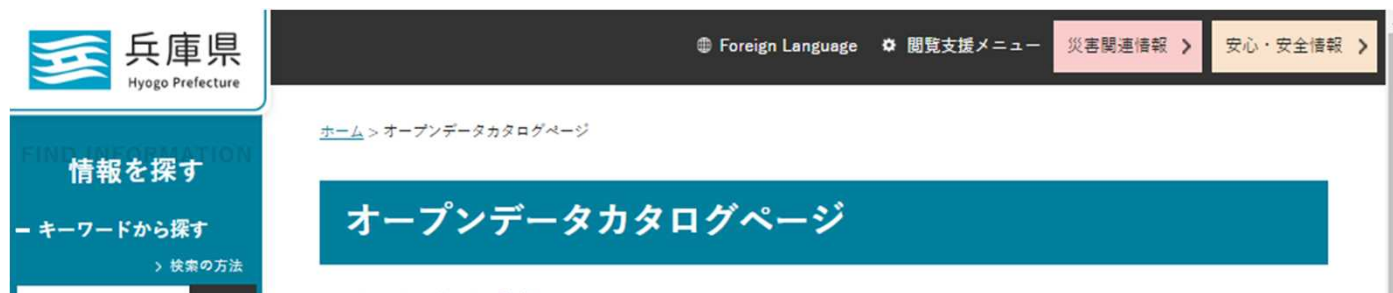 兵庫県
Hyogo Prefecture
Foreign Language 閲覧支援メニュー 災害関連情報 安心・安全情報
ホーム > オープンデータカタログページ
FIND INFORMATION
情報を探す
オープンデータカタログページ
キーワードから探す
> 検索の方法